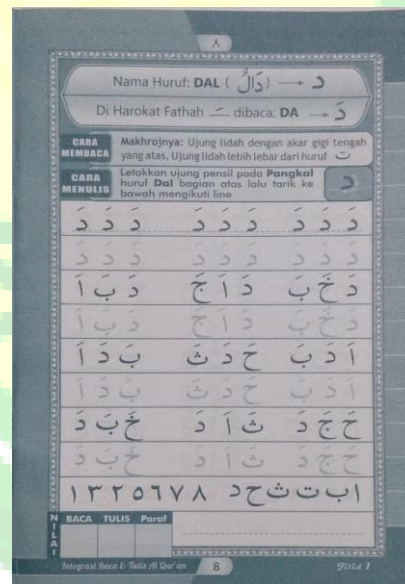 ٨
Nama Huruf: DAL ( دَالٌ ) → د
Di Harokat Fathah ـَ dibaca: DA → دَ
CARA MEMBACA
Makhrojnya: Ujung lidah dengan akar gigi tengah
yang atas, Ujung lidah lebih lebar dari huruf ت
CARA MENULIS
Letakkan ujung pensil pada Pangkal
huruf Dal bagian atas lalu tarik ke
bawah mengikuti line
د
دَ دَ دَ دَ دَ دَ دَ دَ دَ
دَ دَ دَ دَ دَ دَ دَ دَ دَ
دَ خَ بَ دَ اَ جَ دَ بَ اَ
دَ خَ بَ دَ اَ جَ دَ بَ اَ
اَ دَ بَ حَ دَ ثَ بَ دَ اَ
اَ دَ بَ حَ دَ ثَ بَ دَ اَ
حَ جَ دَ ثَ اَ دَ خَ بَ دَ
حَ جَ دَ ثَ اَ دَ خَ بَ دَ
ا ب ت ث ح د ١ ٣ ٢ ٥ ٦ ٧ ٨
NILAI
BACA TULIS Paraf
Integrasi Baca & Tulis Al Qur'an 8 Jilid 1